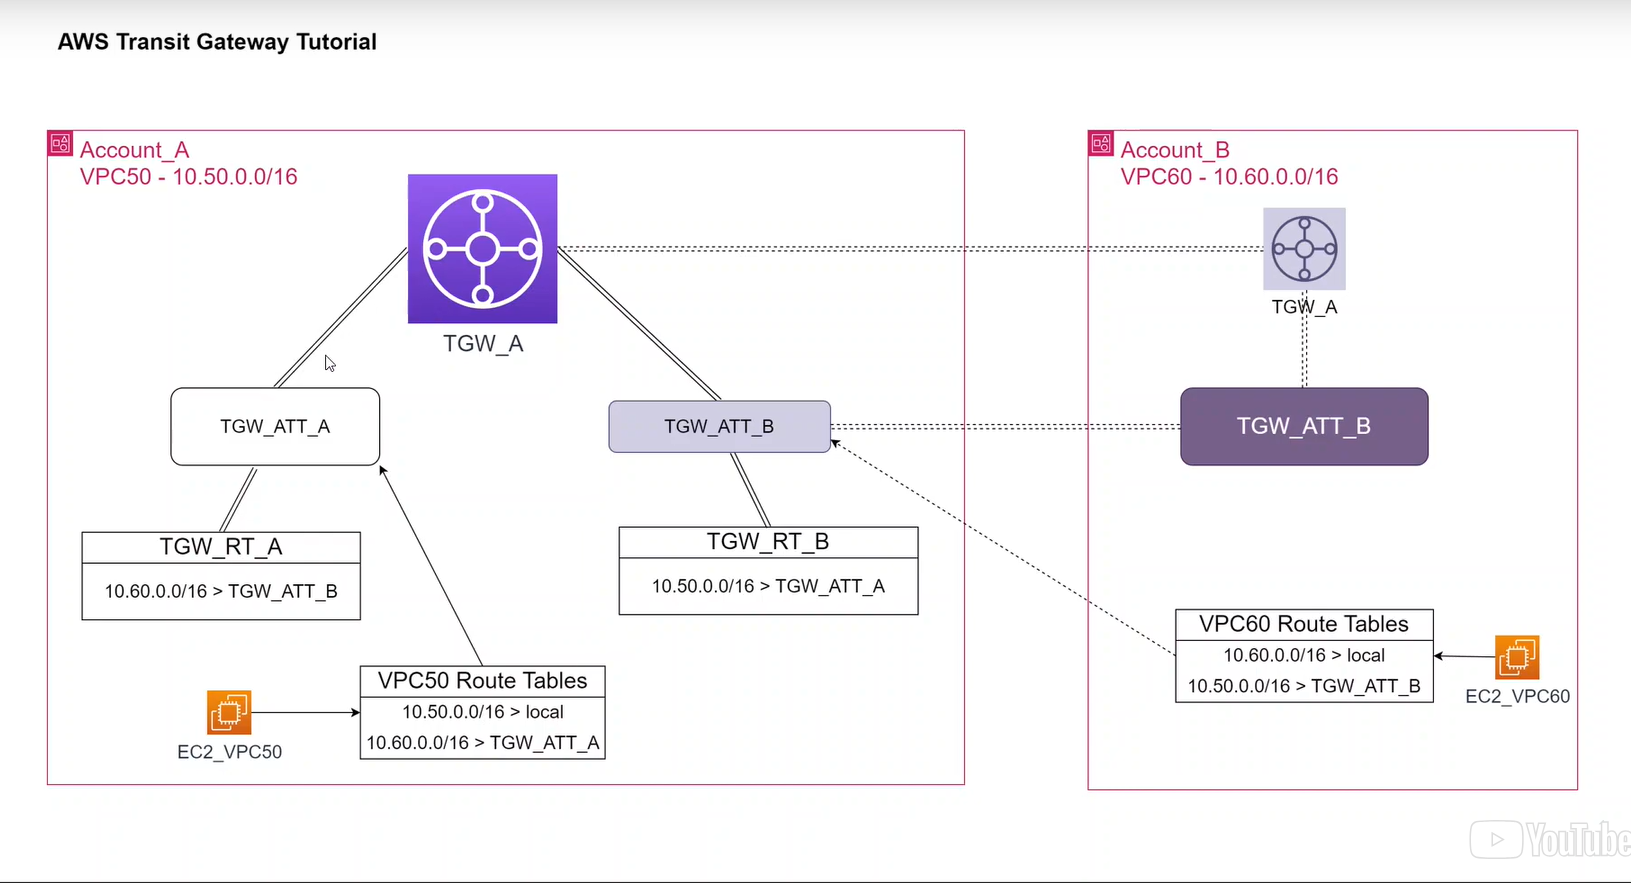 AWS Transit Gateway Tutorial
Account_A
VPC50 - 10.50.0.0/16
TGW_A
TGW_ATT_A
TGW_ATT_B
TGW_RT_A
10.60.0.0/16 > TGW_ATT_B
TGW_RT_B
10.50.0.0/16 > TGW_ATT_A
VPC50 Route Tables
10.50.0.0/16 > local
10.60.0.0/16 > TGW_ATT_A
EC2_VPC50
Account_B
VPC60 - 10.60.0.0/16
TGW_A
TGW_ATT_B
VPC60 Route Tables
10.60.0.0/16 > local
10.50.0.0/16 > TGW_ATT_B
EC2_VPC60
YouTube